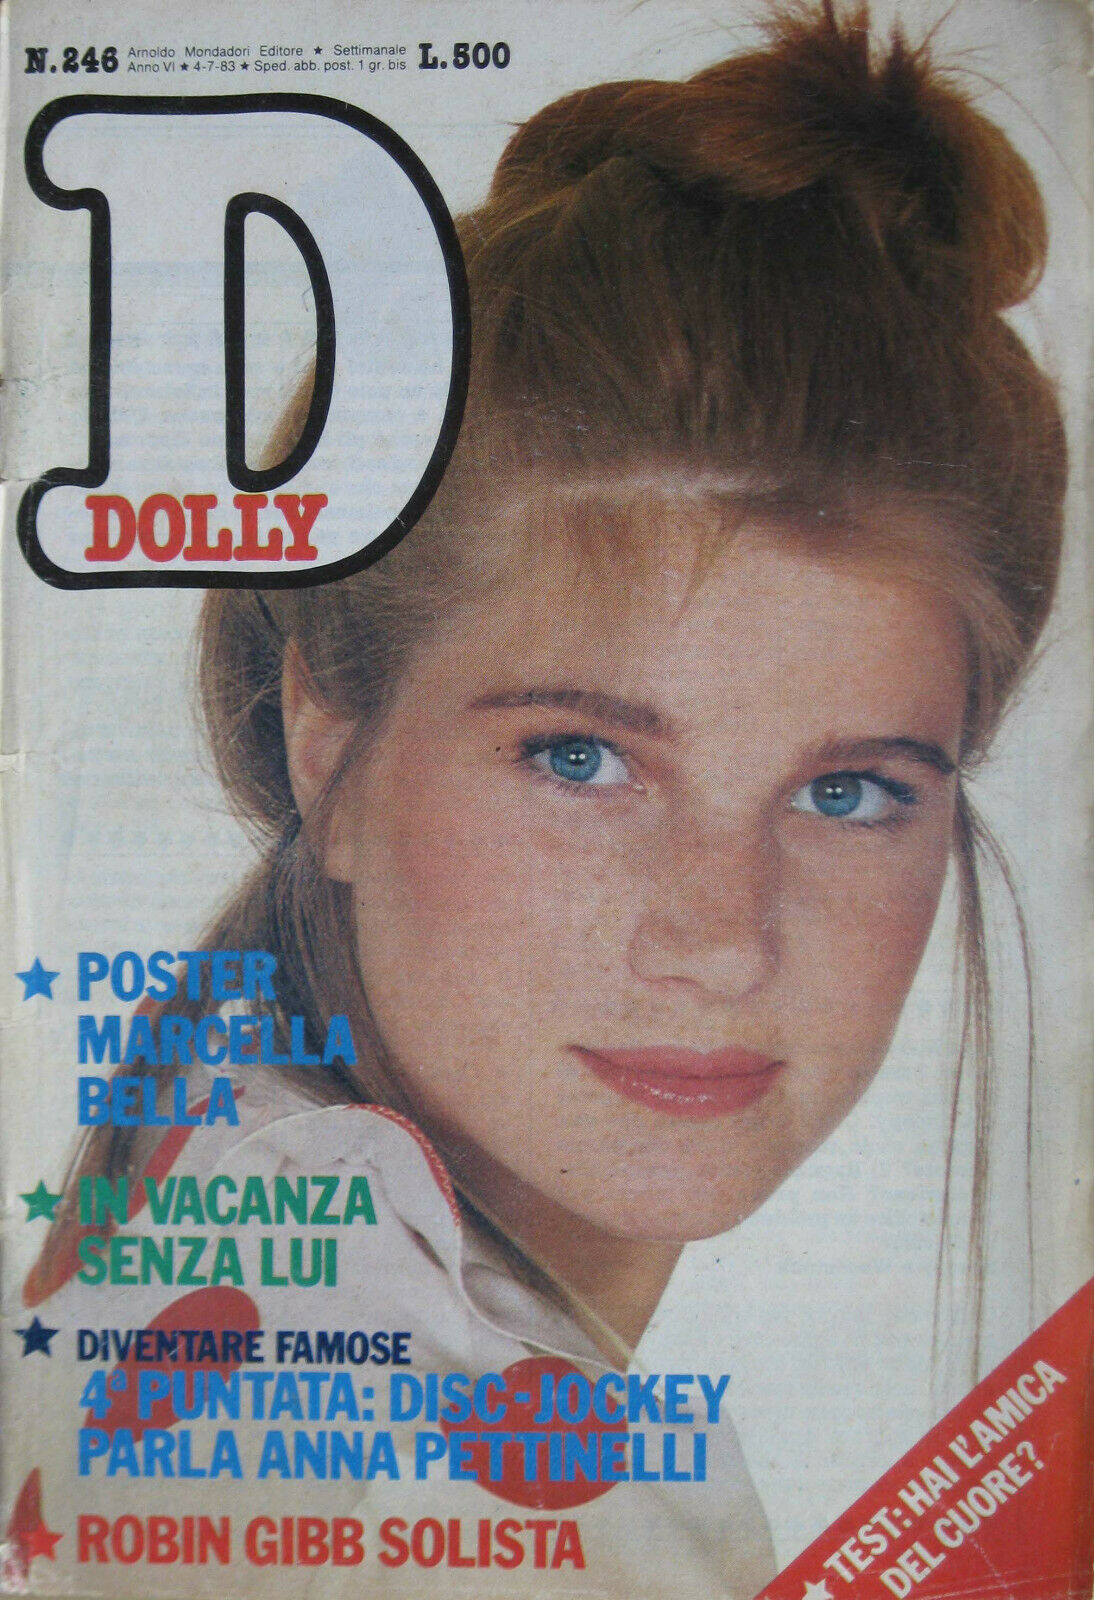 N.246 Arnoldo Mondadori Editore ★ Settimanale L.500
Anno VI ★ 4-7-83 ★ Sped. abb. post. 1 gr. bis
D
DOLLY
★ POSTER
MARCELLA
BELLA
★ IN VACANZA
SENZA LUI
★ DIVENTARE FAMOSE
4ª PUNTATA: DISC-JOCKEY
PARLA ANNA PETTINELLI
★ ROBIN GIBB SOLISTA
★ TEST: HAI L'AMICA
DEL CUORE?